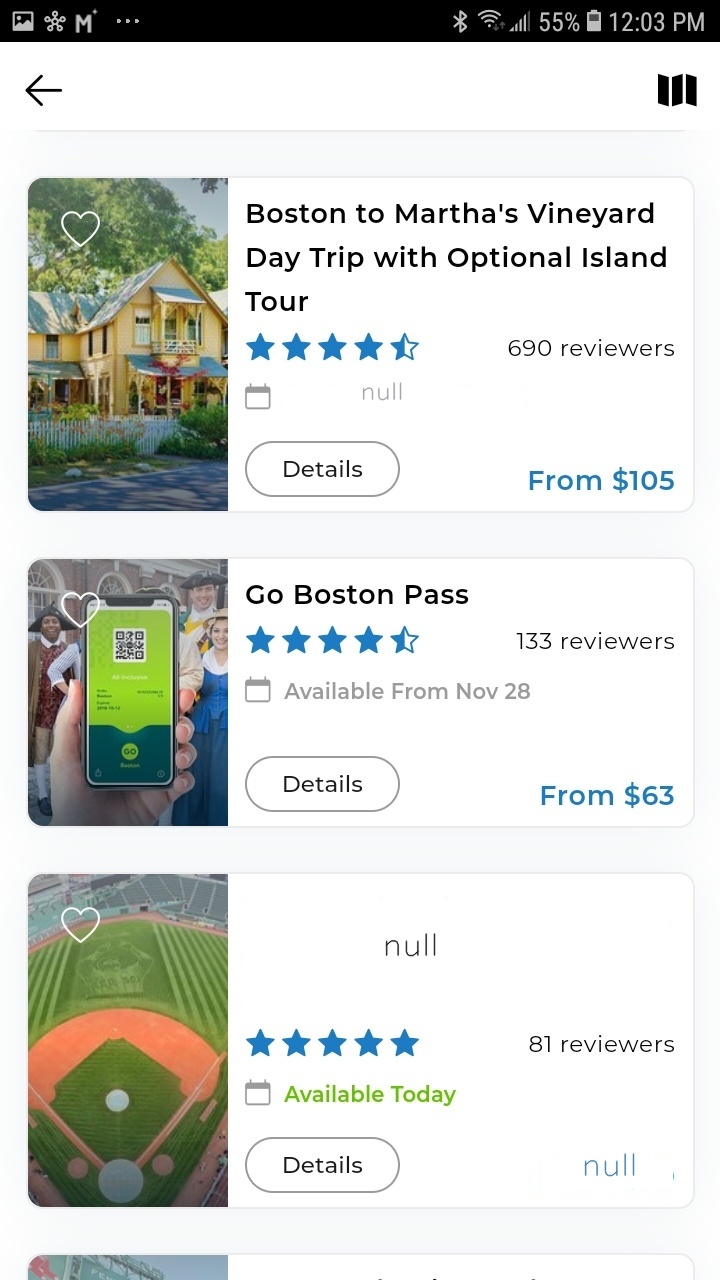 55% 12:03 PM
Boston to Martha's Vineyard
Day Trip with Optional Island
Tour
690 reviewers
null
Details
From $105
Go Boston Pass
133 reviewers
Available From Nov 28
All-Inclusive
GO
Boston
Details
From $63
null
81 reviewers
Available Today
Details
null